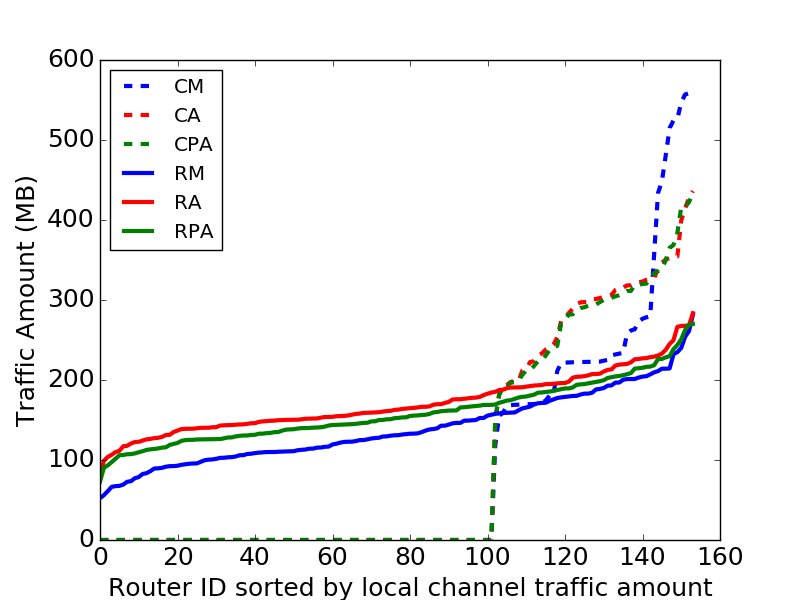 600
500
400
300
200
100
0
Traffic Amount (MB)
CM
CA
CPA
RM
RA
RPA
0 20 40 60 80 100 120 140 160
Router ID sorted by local channel traffic amount